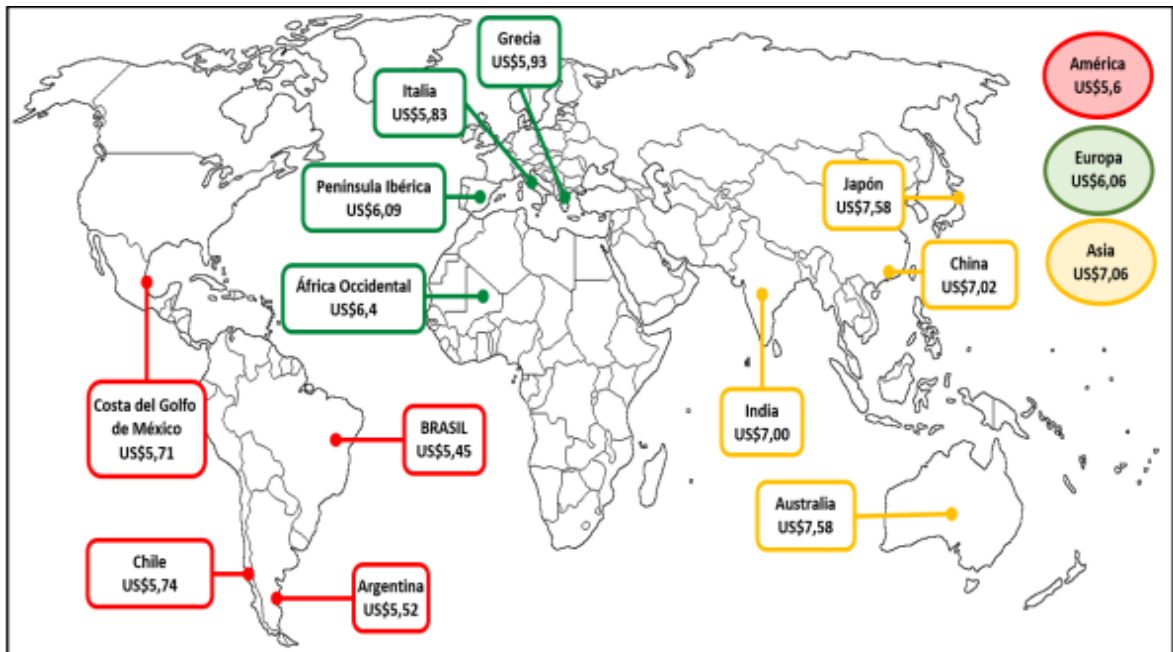 Grecia
US$5,93
Italia
US$5,83
Península Ibérica
US$6,09
África Occidental
US$6,4
Costa del Golfo
de México
US$5,71
BRASIL
US$5,45
Chile
US$5,74
Argentina
US$5,52
Japón
US$7,58
China
US$7,02
India
US$7,00
Australia
US$7,58
América
US$5,6
Europa
US$6,06
Asia
US$7,06